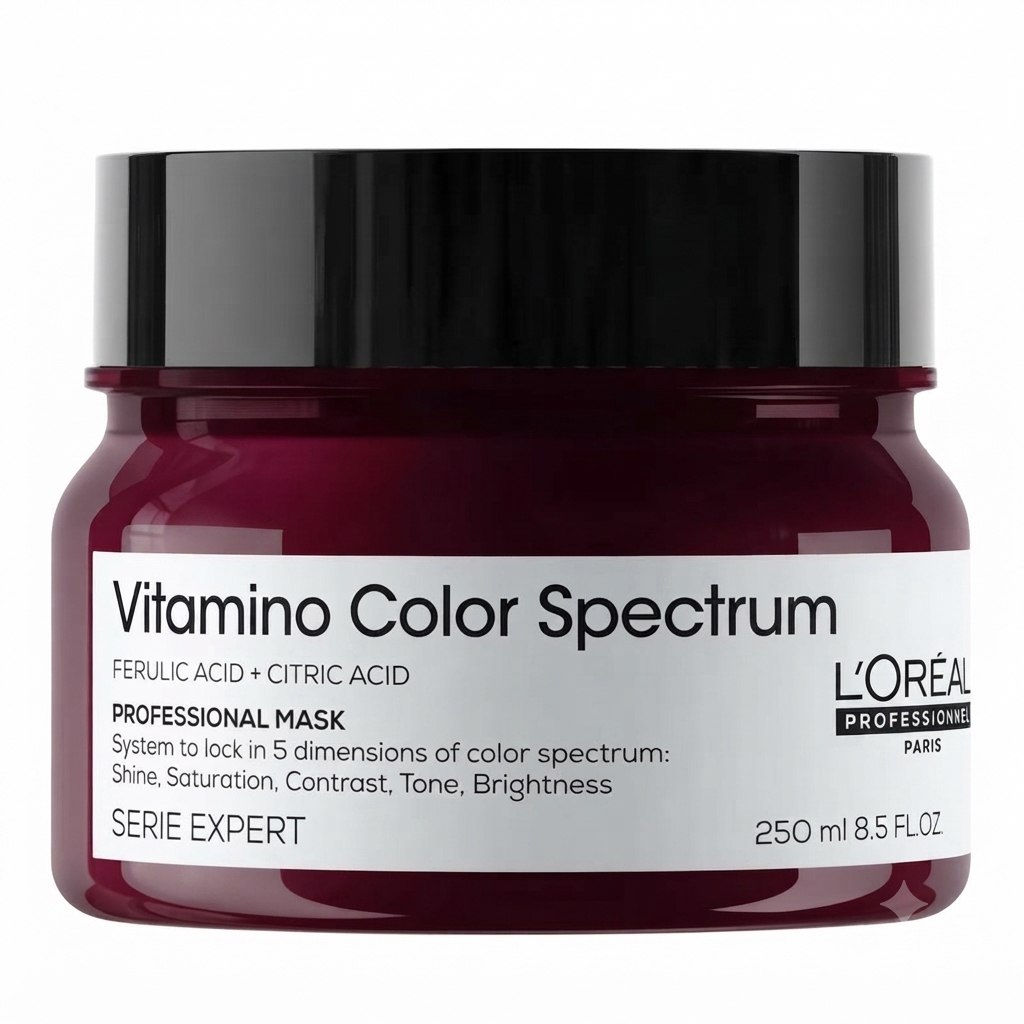 Vitamino Color Spectrum
FERULIC ACID + CITRIC ACID
PROFESSIONAL MASK
System to lock in 5 dimensions of color spectrum:
Shine, Saturation, Contrast, Tone, Brightness
SERIE EXPERT
L'ORÉAL
PROFESSIONNEL
PARIS
250 ml 8.5 FL.OZ.